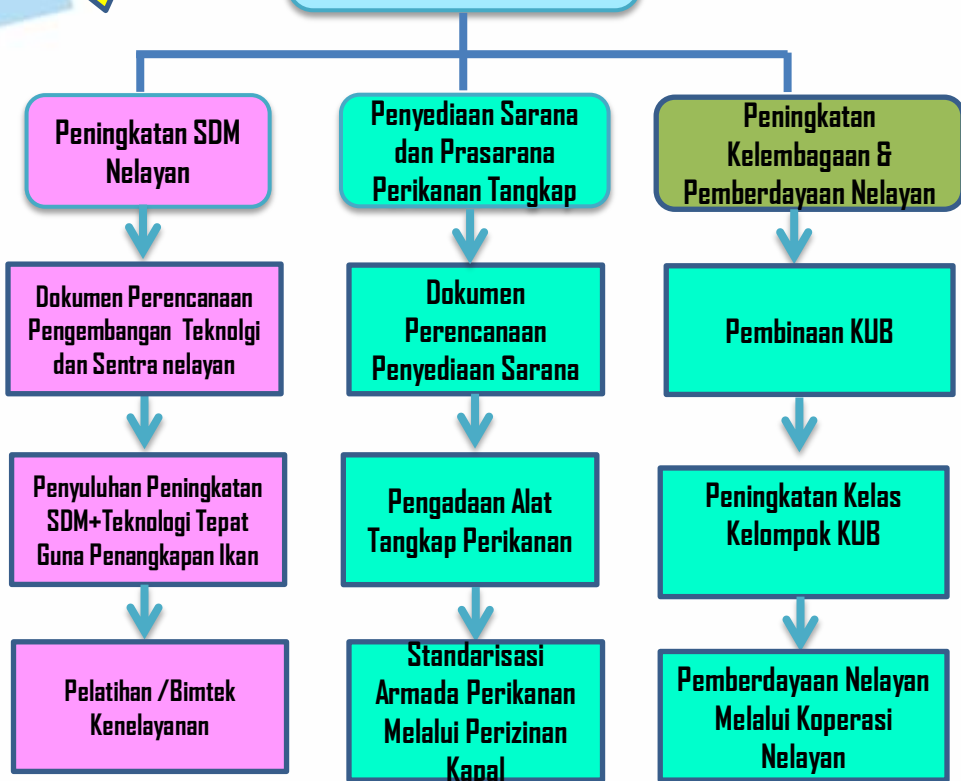 Peningkatan SDM
Nelayan
Penyediaan Sarana
dan Prasarana
Perikanan Tangkap
Peningkatan
Kelembagaan &
Pemberdayaan Nelayan
Dokumen Perencanaan
Pengembangan Teknolgi
dan Sentra nelayan
Dokumen
Perencanaan
Penyediaan Sarana
Pembinaan KUB
Penyuluhan Peningkatan
SDM+Teknologi Tepat
Guna Penangkapan Ikan
Pengadaan Alat
Tangkap Perikanan
Peningkatan Kelas
Kelompok KUB
Pelatihan /Bimtek
Kenelayanan
Standarisasi
Armada Perikanan
Melalui Perizinan
Kapal
Pemberdayaan Nelayan
Melalui Koperasi
Nelayan